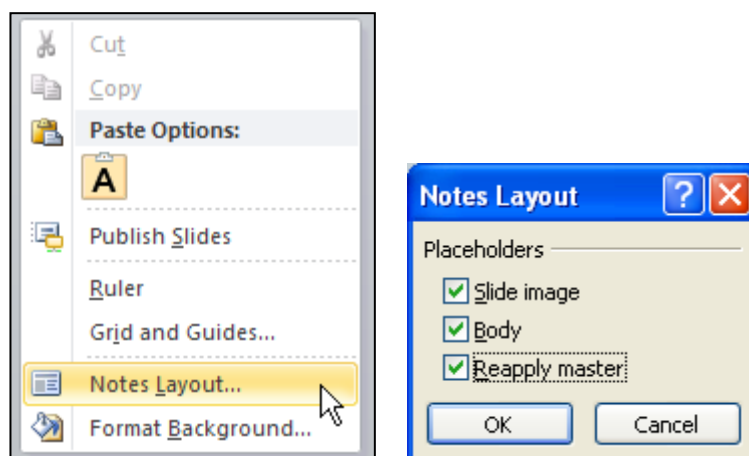 Cut
Copy
Paste Options:
A
Publish Slides
Ruler
Grid and Guides...
Notes Layout...
Format Background...
Notes Layout
?
Placeholders
Slide image
Body
Reapply master
OK
Cancel